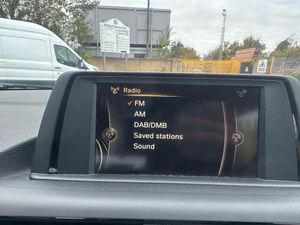 Radio
FM
AM
DAB/DMB
Saved stations
Sound